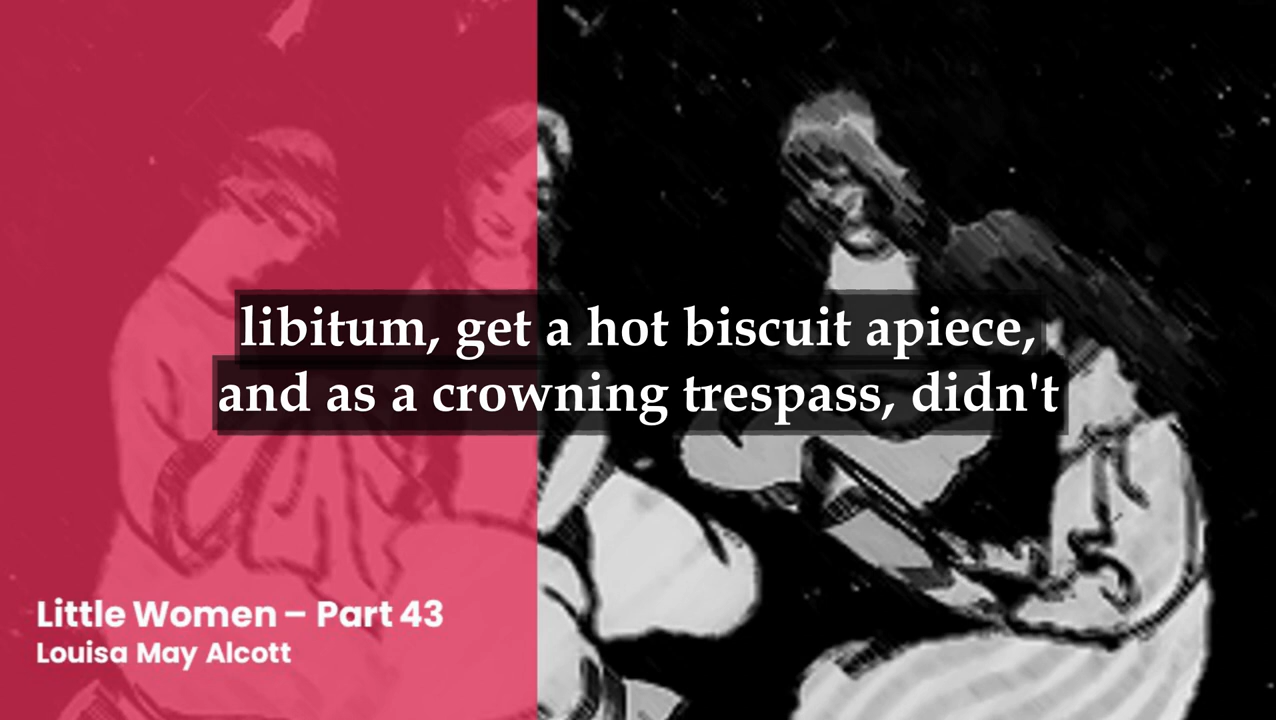 libitum, get a hot biscuit apiece,
and as a crowning trespass, didn't
Little Women – Part 43
Louisa May Alcott